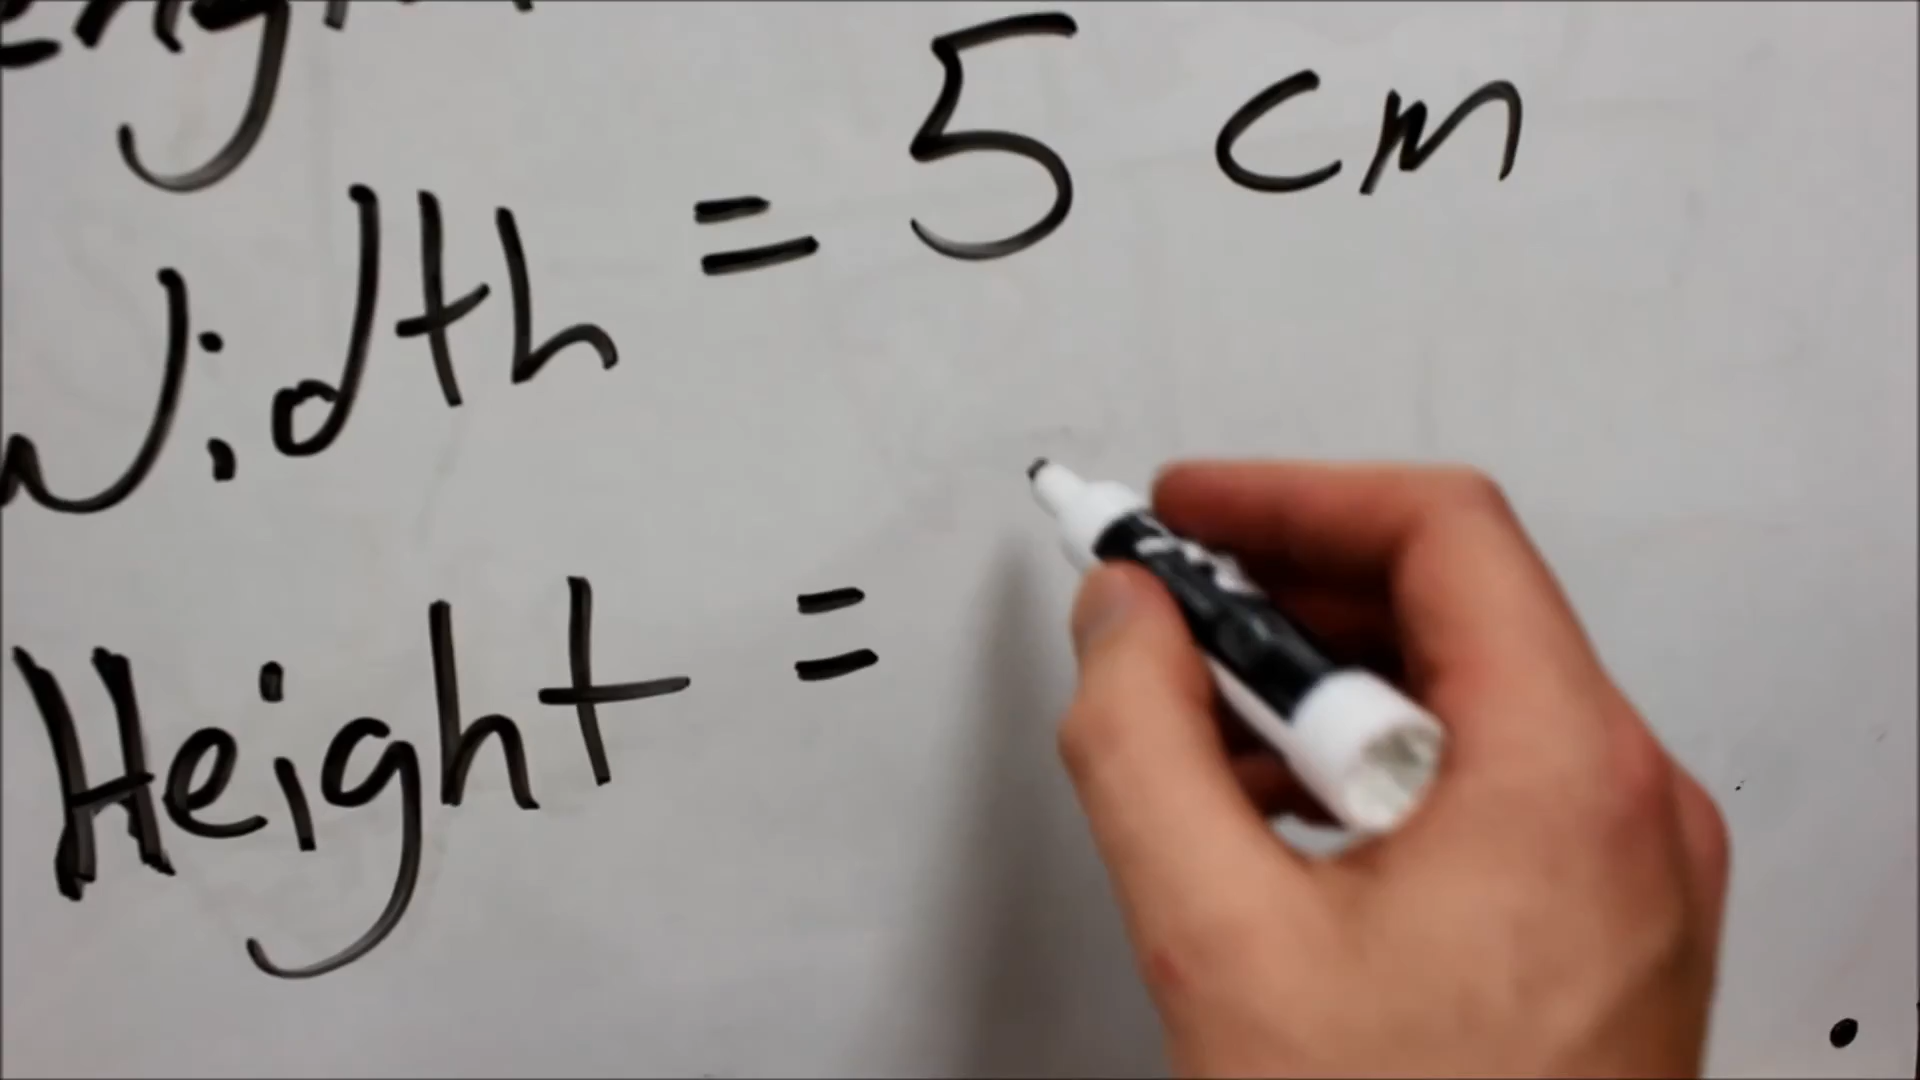 Width = 5 cm
Height =